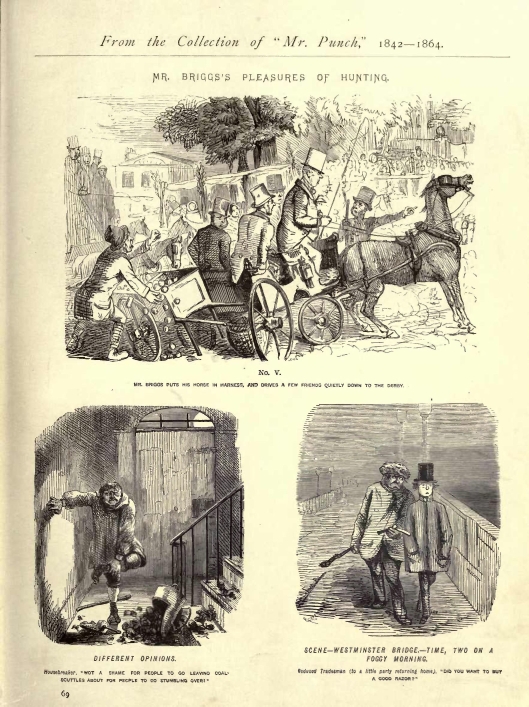 From the Collection of "Mr. Punch," 1842—1864.
MR. BRIGGS'S PLEASURES OF HUNTING.
No. V.
MR. BRIGGS PUTS HIS HORSE IN HARNESS, AND DRIVES A FEW FRIENDS QUIETLY DOWN TO THE DERBY.
DIFFERENT OPINIONS.
Housebreaker. "WOT A SHAME FOR PEOPLE TO GO LEAVING COAL-
SCUTTLES ABOUT FOR PEOPLE TO GO STUMBLING OVER!"
SCENE—WESTMINSTER BRIDGE.—TIME, TWO ON A
FOGGY MORNING.
Reduced Tradesman (to a little party returning home). "DID YOU WANT TO BUY
A GOOD RAZOR?"
69